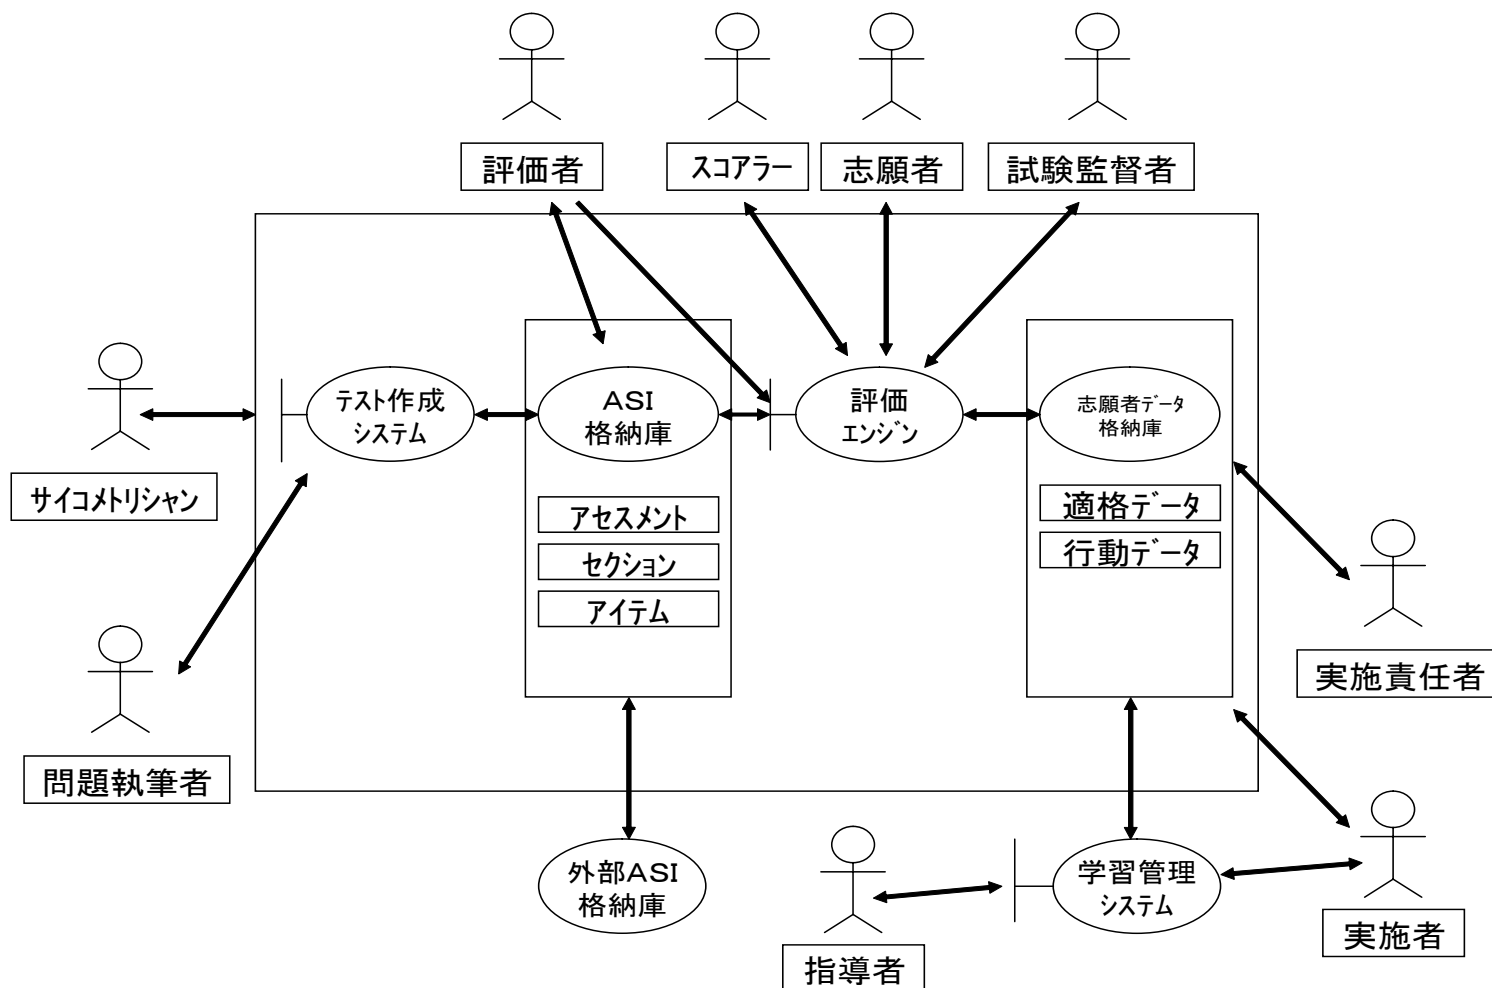 評価者
スコアラー
志願者
試験監督者
テスト作成
システム
ASI
格納庫
評価
エンジン
志願者データ
格納庫
サイコメトリシャン
アセスメント
セクション
アイテム
適格データ
行動データ
実施責任者
問題執筆者
外部ASI
格納庫
学習管理
システム
指導者
実施者